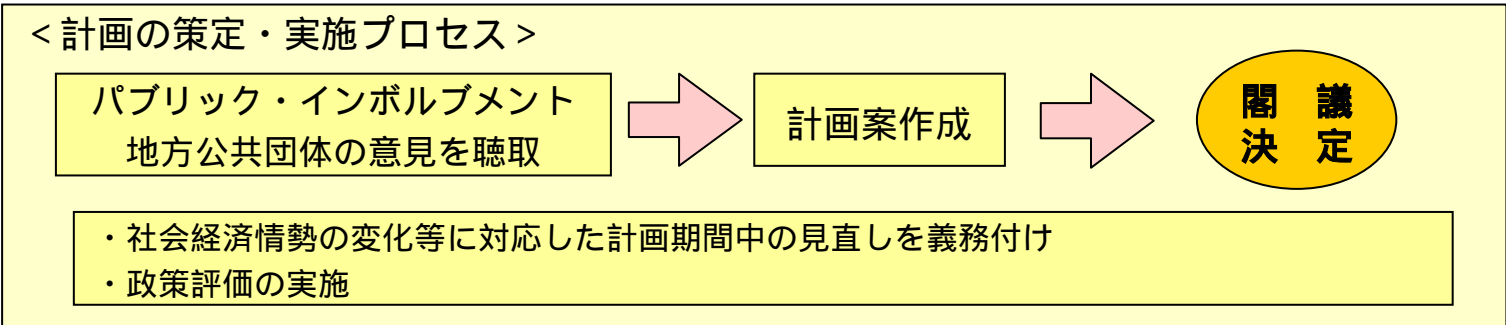 <計画の策定・実施プロセス>
パブリック・インボルブメント
地方公共団体の意見を聴取
計画案作成
閣 議
決 定
・社会経済情勢の変化等に対応した計画期間中の見直しを義務付け
・政策評価の実施